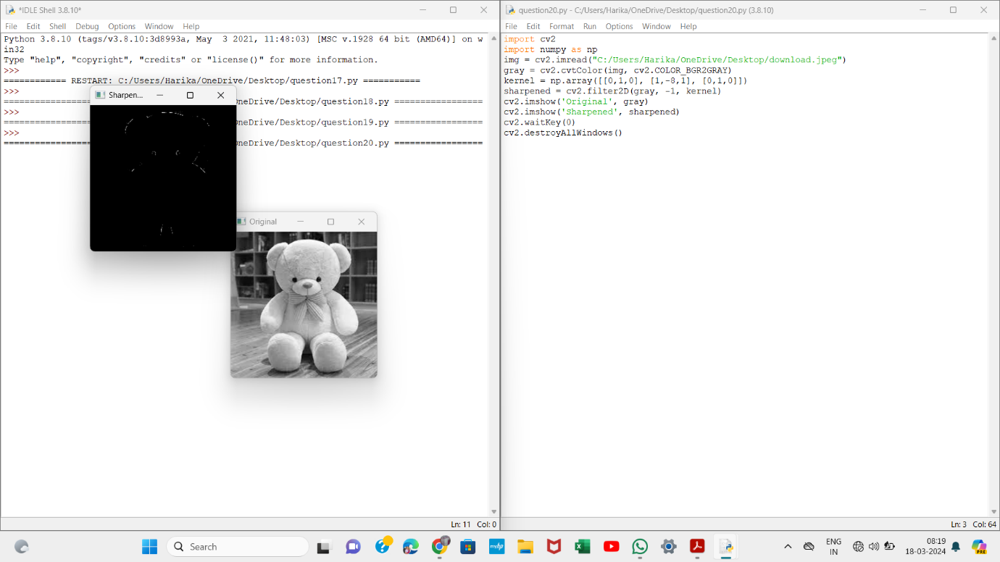 *IDLE Shell 3.8.10*
File Edit Shell Debug Options Window Help
Python 3.8.10 (tags/v3.8.10:3d8993a, May  3 2021, 11:48:03) [MSC v.1928 64 bit (AMD64)] on w
in32
Type "help", "copyright", "credits" or "license()" for more information.
>>>
============ RESTART: C:/Users/Harika/OneDrive/Desktop/question17.py ===========
>>>
================= OneDrive/Desktop/question18.py =================
>>>
================= OneDrive/Desktop/question19.py =================
>>>
================= OneDrive/Desktop/question20.py =================
Sharpen...
Original
Ln: 11 Col: 0
question20.py - C:/Users/Harika/OneDrive/Desktop/question20.py (3.8.10)
File Edit Format Run Options Window Help
import cv2
import numpy as np
img = cv2.imread("C:/Users/Harika/OneDrive/Desktop/download.jpeg")
gray = cv2.cvtColor(img, cv2.COLOR_BGR2GRAY)
kernel = np.array([[0,1,0], [1,-8,1], [0,1,0]])
sharpened = cv2.filter2D(gray, -1, kernel)
cv2.imshow('Original', gray)
cv2.imshow('Sharpened', sharpened)
cv2.waitKey(0)
cv2.destroyAllWindows()
Ln: 3 Col: 64
Search
myhp
ENG
IN
08:19
18-03-2024
PRE